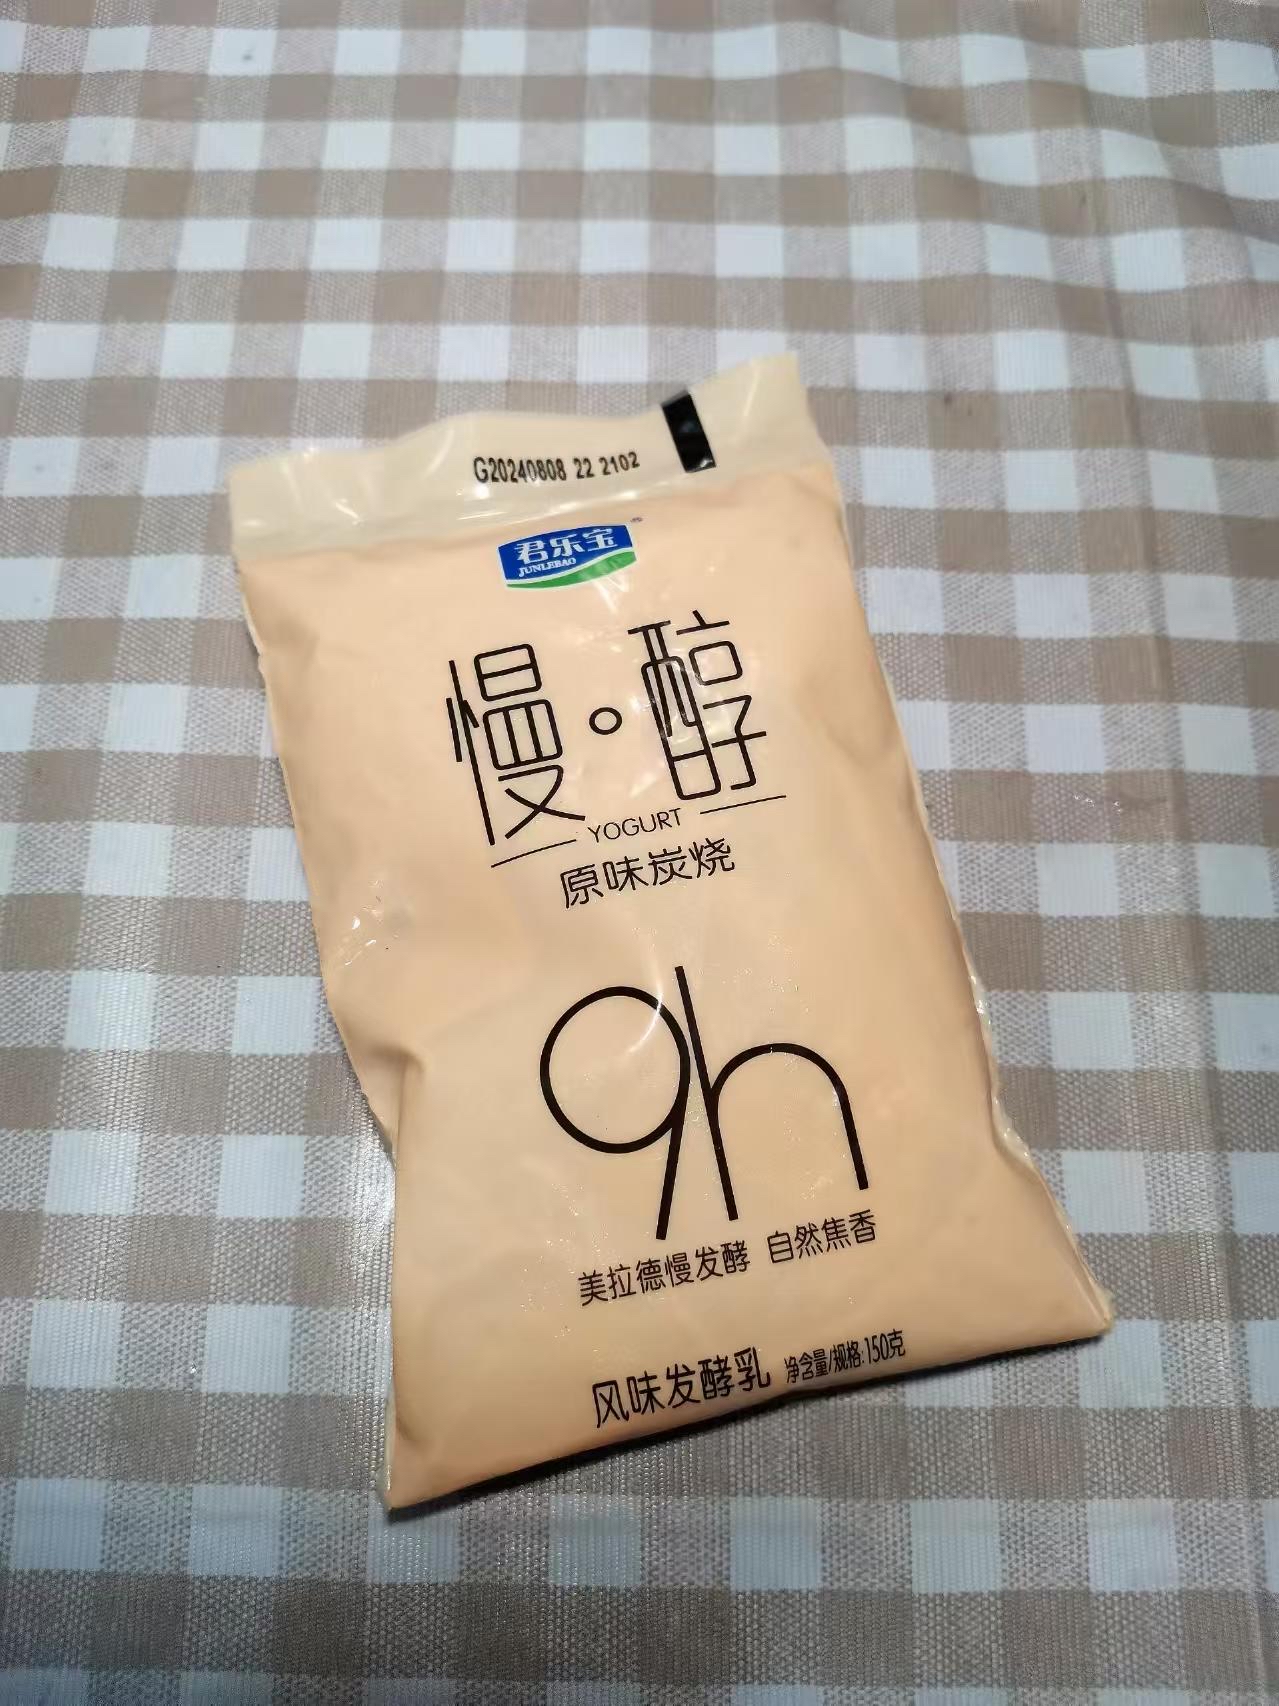 G20240808 22 2102
君乐宝®
JUNLEBAO
慢·醇
YOGURT
原味炭烧
9h
美拉德慢发酵 自然焦香
风味发酵乳 净含量/规格:150克